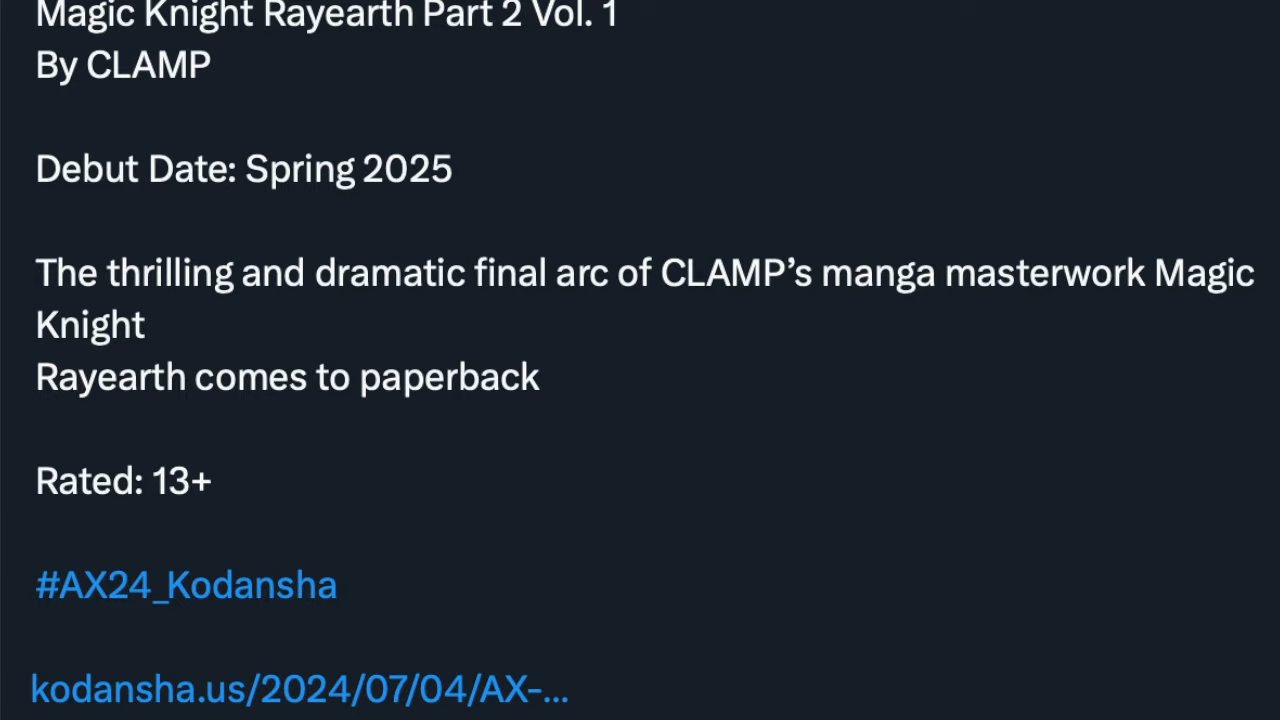 Magic Knight Rayearth Part 2 Vol. 1
By CLAMP
Debut Date: Spring 2025
The thrilling and dramatic final arc of CLAMP’s manga masterwork Magic
Knight
Rayearth comes to paperback
Rated: 13+
#AX24_Kodansha
kodansha.us/2024/07/04/AX-...